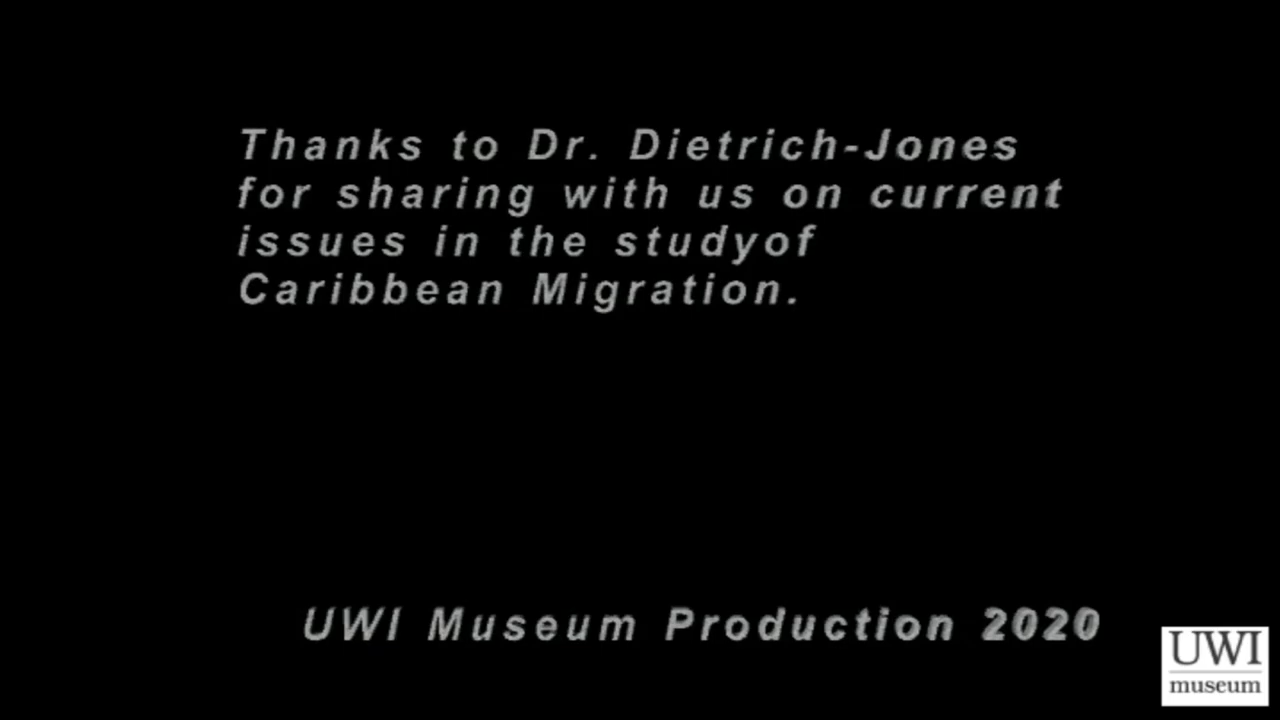 Thanks to Dr. Dietrich-Jones
for sharing with us on current
issues in the studyof
Caribbean Migration.
UWI Museum Production 2020
UWI
museum